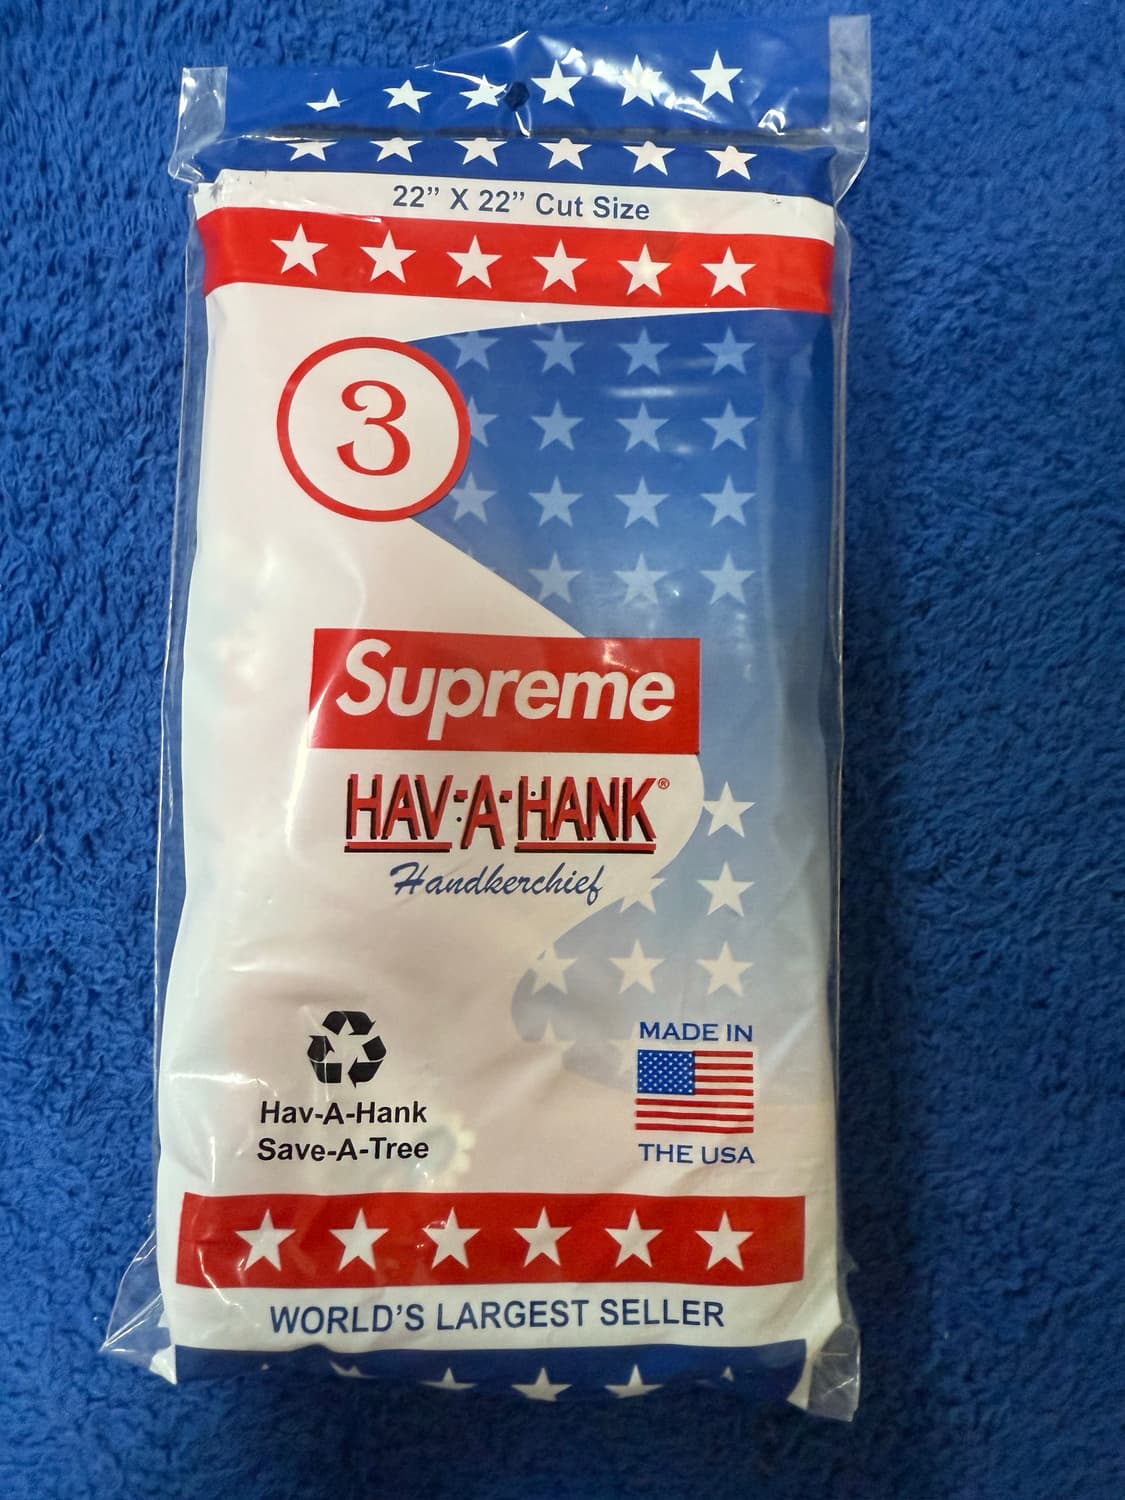 22” X 22” Cut Size
3
Supreme
HAV-A-HANK®
Handkerchief
Hav-A-Hank
Save-A-Tree
MADE IN
THE USA
WORLD’S LARGEST SELLER